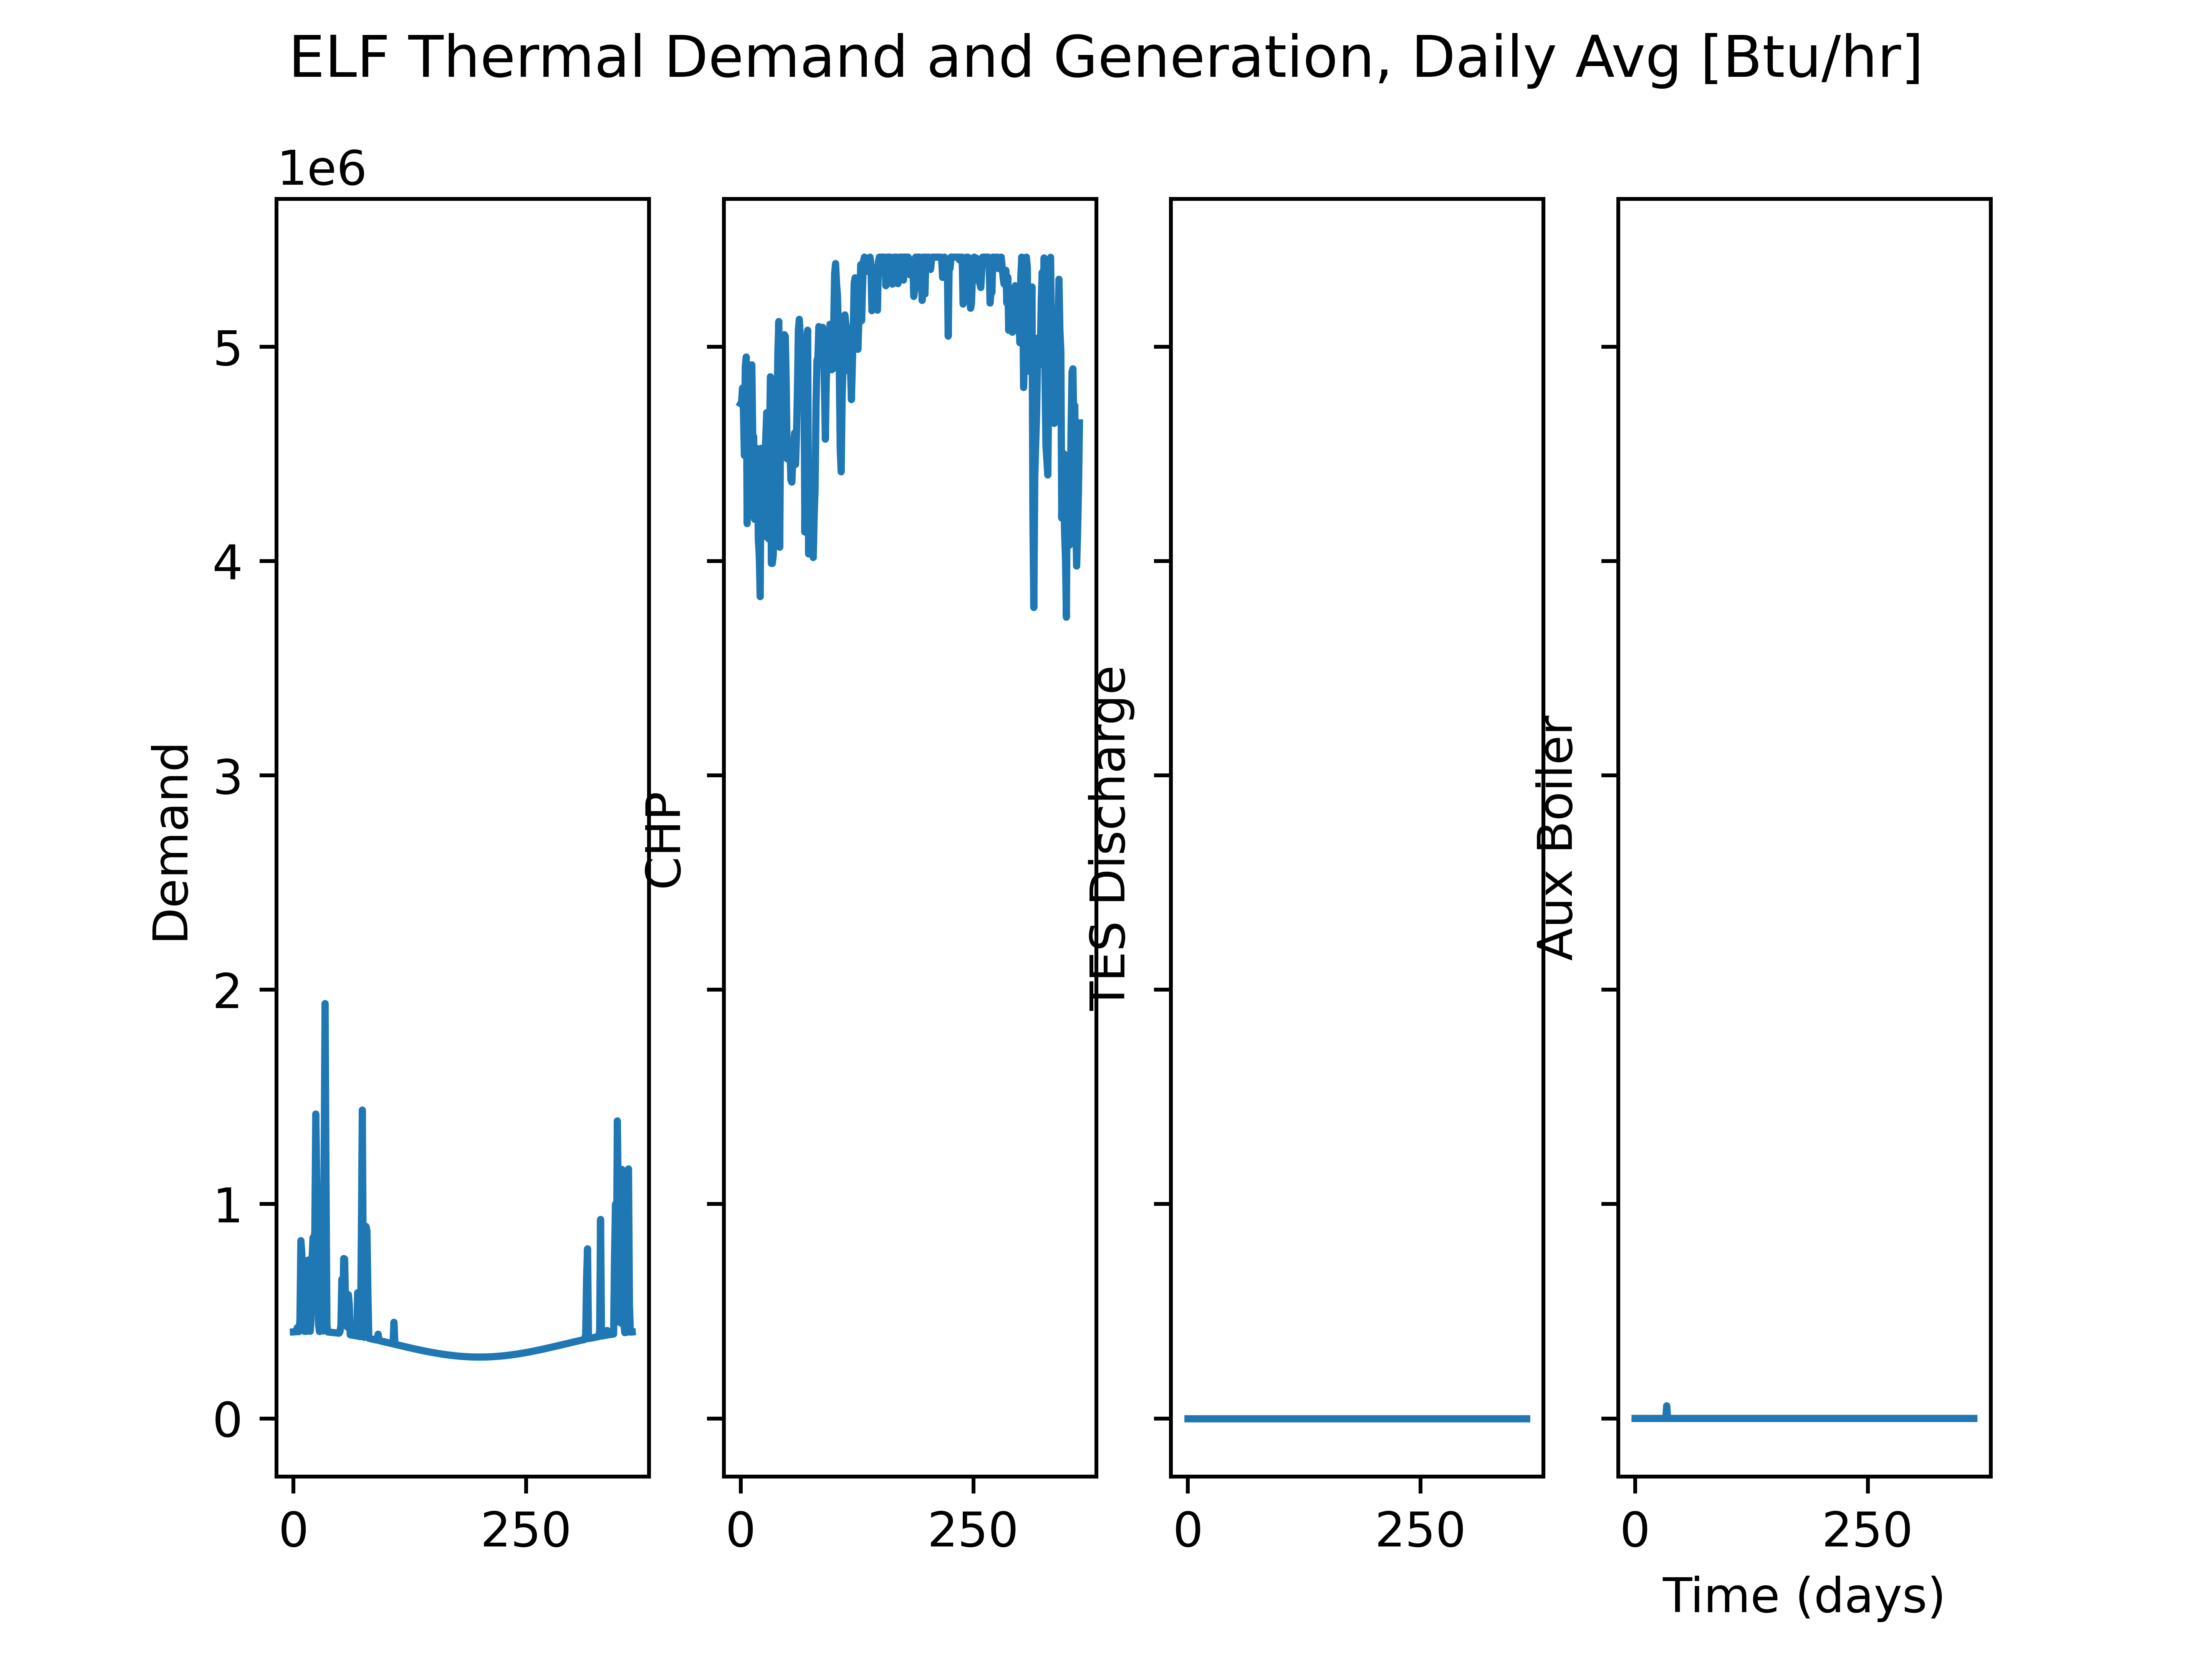 ELF Thermal Demand and Generation, Daily Avg [Btu/hr]
1e6
Demand
5
4
3
2
1
0
0 250
CHP
0 250
TES Discharge
0 250
Aux Boiler
0 250
Time (days)